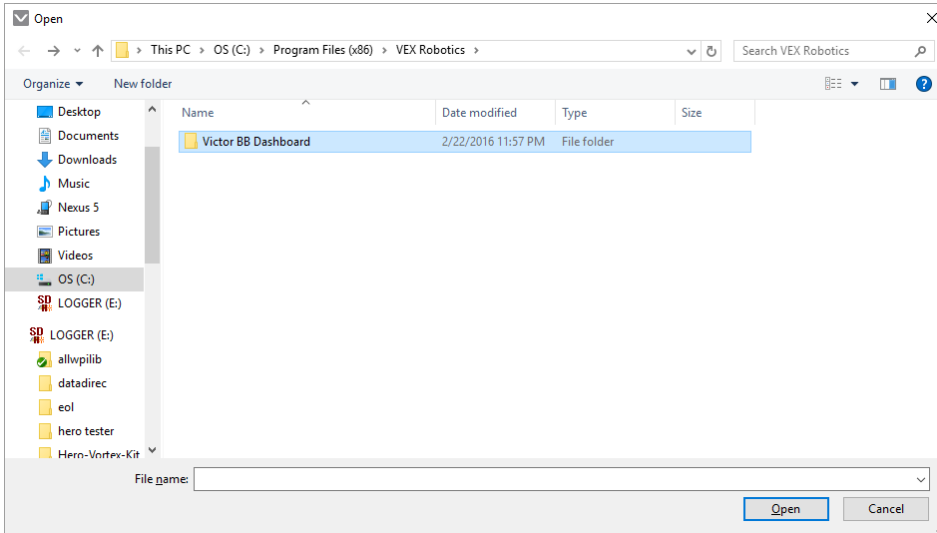 Open
This PC > OS (C:) > Program Files (x86) > VEX Robotics >
Search VEX Robotics
Organize
New folder
Name
Date modified
Type
Size
Desktop
Documents
Downloads
Music
Nexus 5
Pictures
Videos
OS (C:)
SD LOGGER (E:)
SD LOGGER (E:)
allwpilib
datadirec
eol
hero tester
Hero-Vortex-Kit
Victor BB Dashboard 2/22/2016 11:57 PM File folder
File name:
Open
Cancel